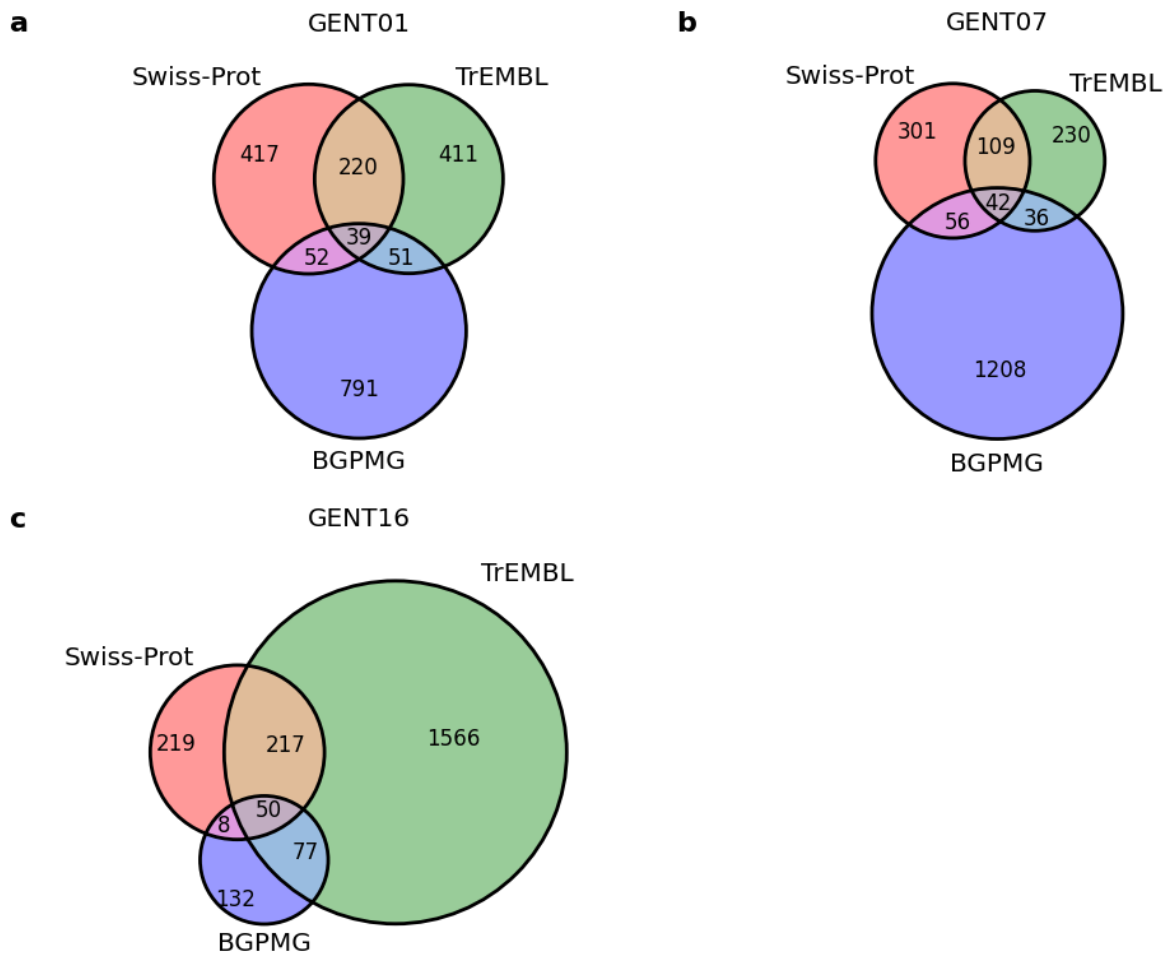 a
GENT01
Swiss-Prot
TrEMBL
417
220
411
39
52
51
791
BGPMG
b
GENT07
Swiss-Prot
TrEMBL
301
109
230
42
56
36
1208
BGPMG
c
GENT16
TrEMBL
Swiss-Prot
219
217
1566
50
8
77
132
BGPMG